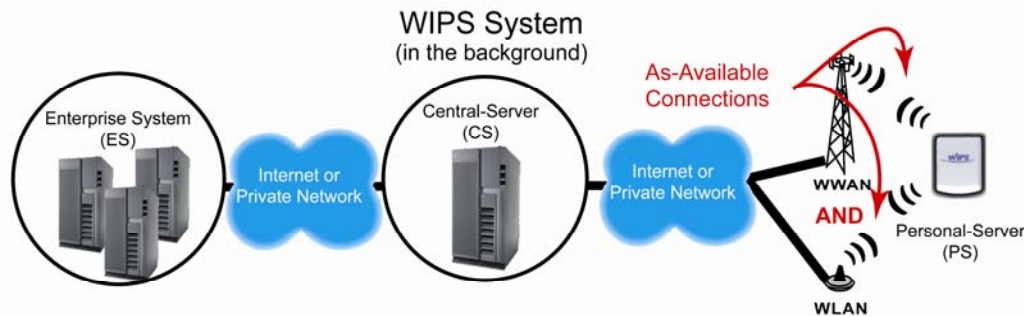 WIPS System
(in the background)
Enterprise System
(ES)
Internet or
Private Network
Central-Server
(CS)
Internet or
Private Network
As-Available
Connections
WWAN
AND
WLAN
WIPS
Personal-Server
(PS)